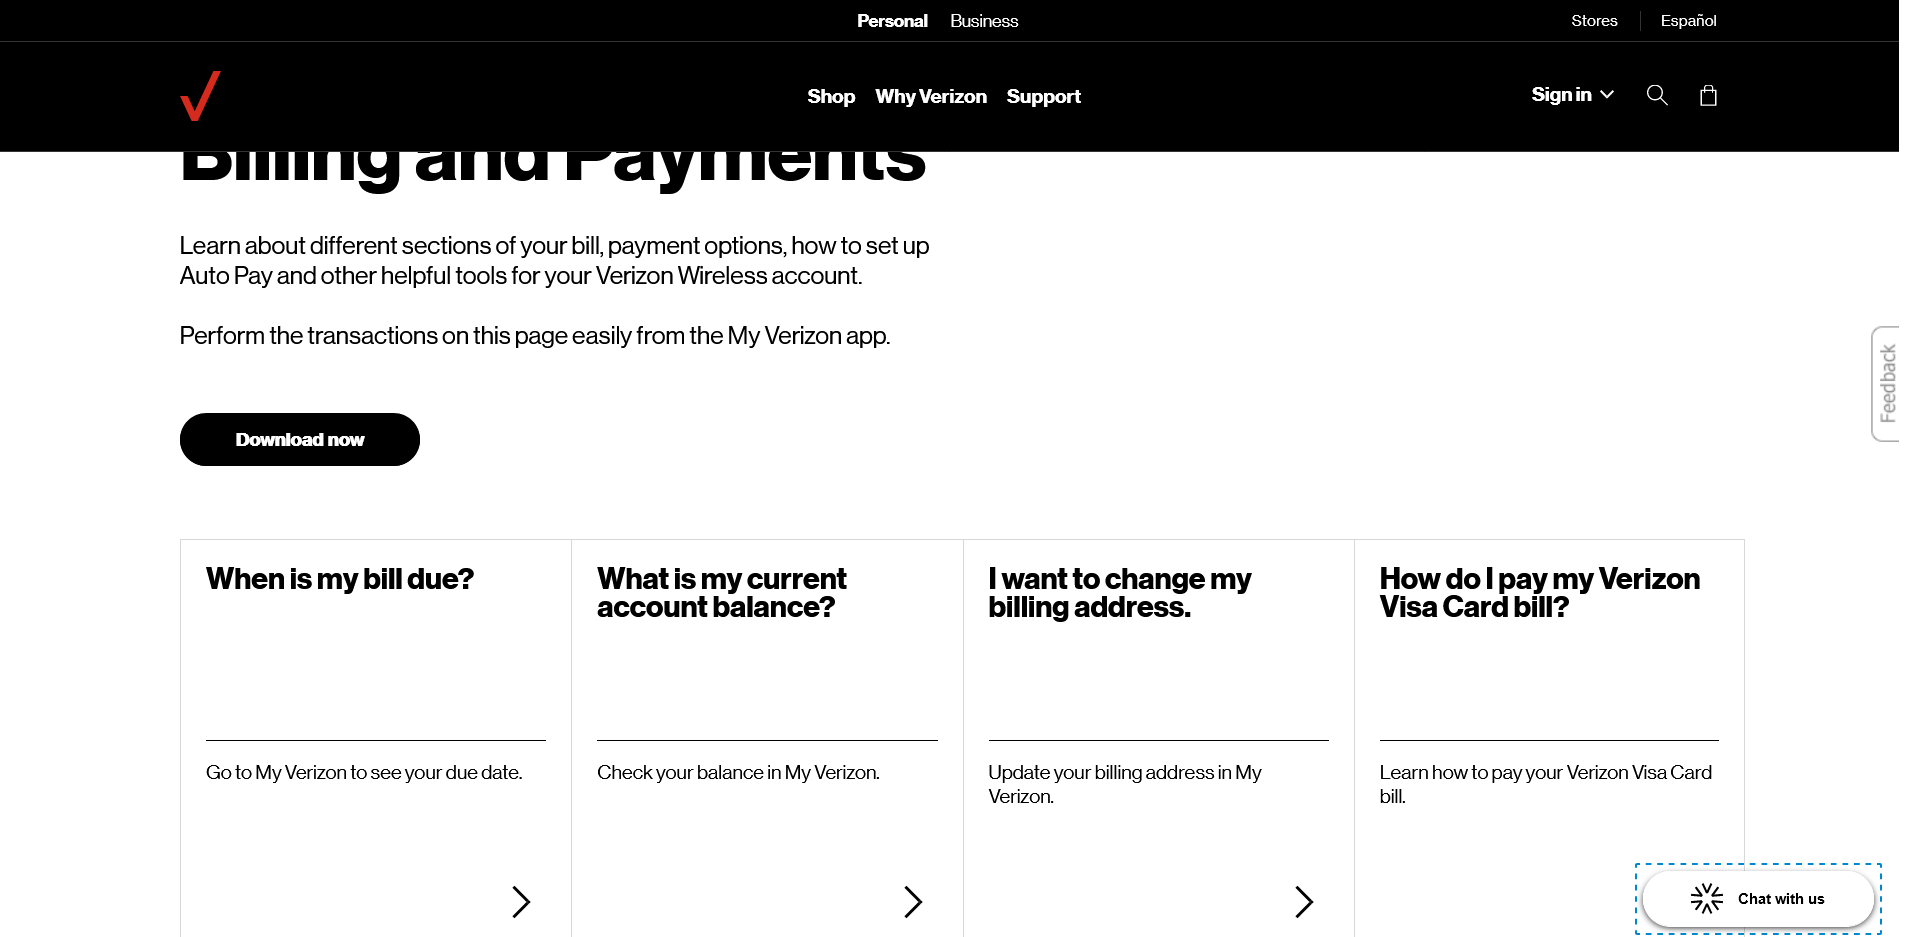 Personal Business
Stores Español
Shop Why Verizon Support
Sign in
Billing and Payments
Learn about different sections of your bill, payment options, how to set up
Auto Pay and other helpful tools for your Verizon Wireless account.
Perform the transactions on this page easily from the My Verizon app.
Download now
Feedback
When is my bill due?
Go to My Verizon to see your due date.
What is my current
account balance?
Check your balance in My Verizon.
I want to change my
billing address.
Update your billing address in My
Verizon.
How do I pay my Verizon
Visa Card bill?
Learn how to pay your Verizon Visa Card
bill.
Chat with us